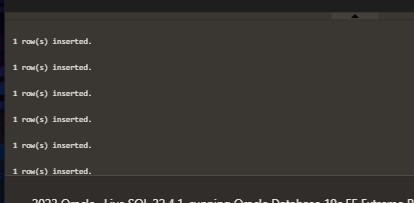 1 row(s) inserted.
1 row(s) inserted.
1 row(s) inserted.
1 row(s) inserted.
1 row(s) inserted.
1 row(s) inserted.
2023 Oracle · Live SQL 23.4.1, running Oracle Database 19c EE Extreme